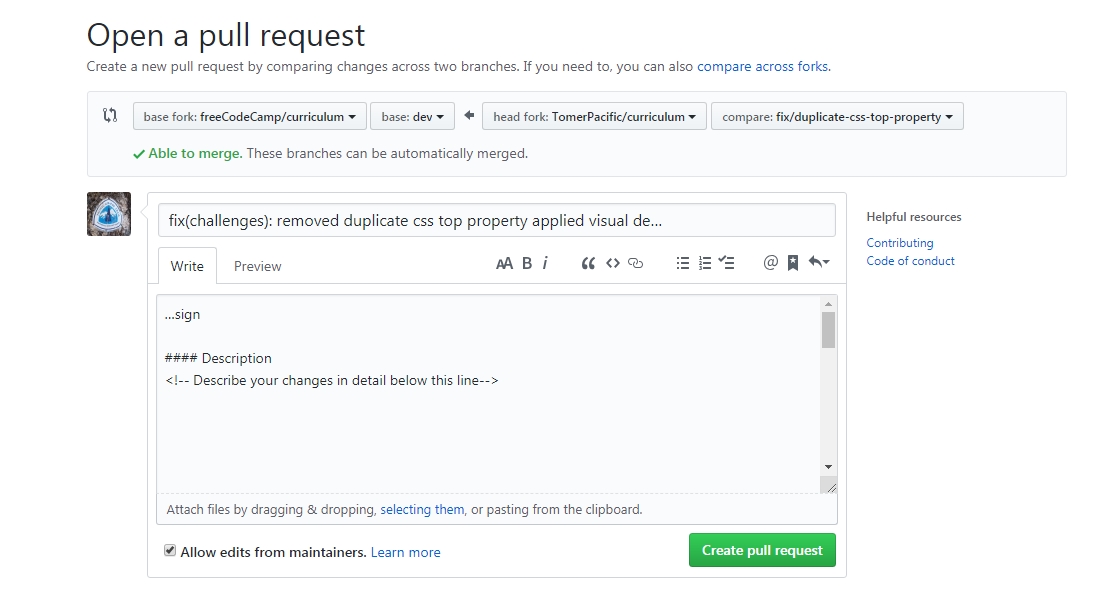 Open a pull request
Create a new pull request by comparing changes across two branches. If you need to, you can also compare across forks.
base fork: freeCodeCamp/curriculum base: dev head fork: TomerPacific/curriculum compare: fix/duplicate-css-top-property
Able to merge. These branches can be automatically merged.
fix(challenges): removed duplicate css top property applied visual de...
Helpful resources
Contributing
Code of conduct
Write Preview AA B i
...sign
#### Description
<!-- Describe your changes in detail below this line-->
Attach files by dragging & dropping, selecting them, or pasting from the clipboard.
Allow edits from maintainers. Learn more
Create pull request